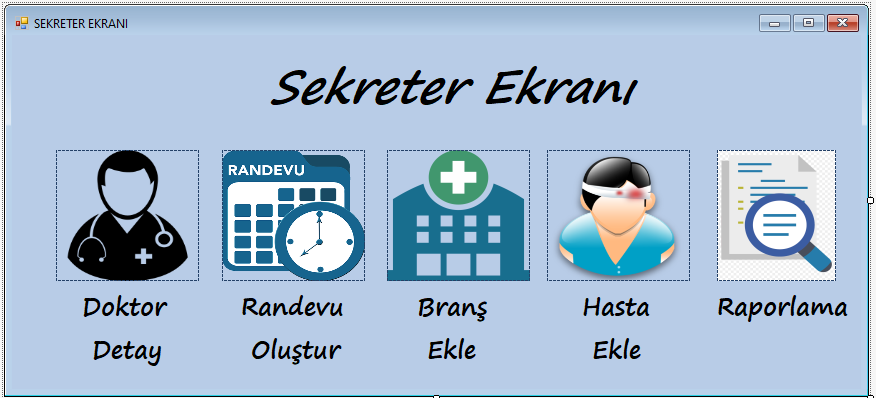 SEKRETER EKRANI
Sekreter Ekranı
RANDEVU
Doktor
Detay
Randevu
Oluştur
Branş
Ekle
Hasta
Ekle
Raporlama